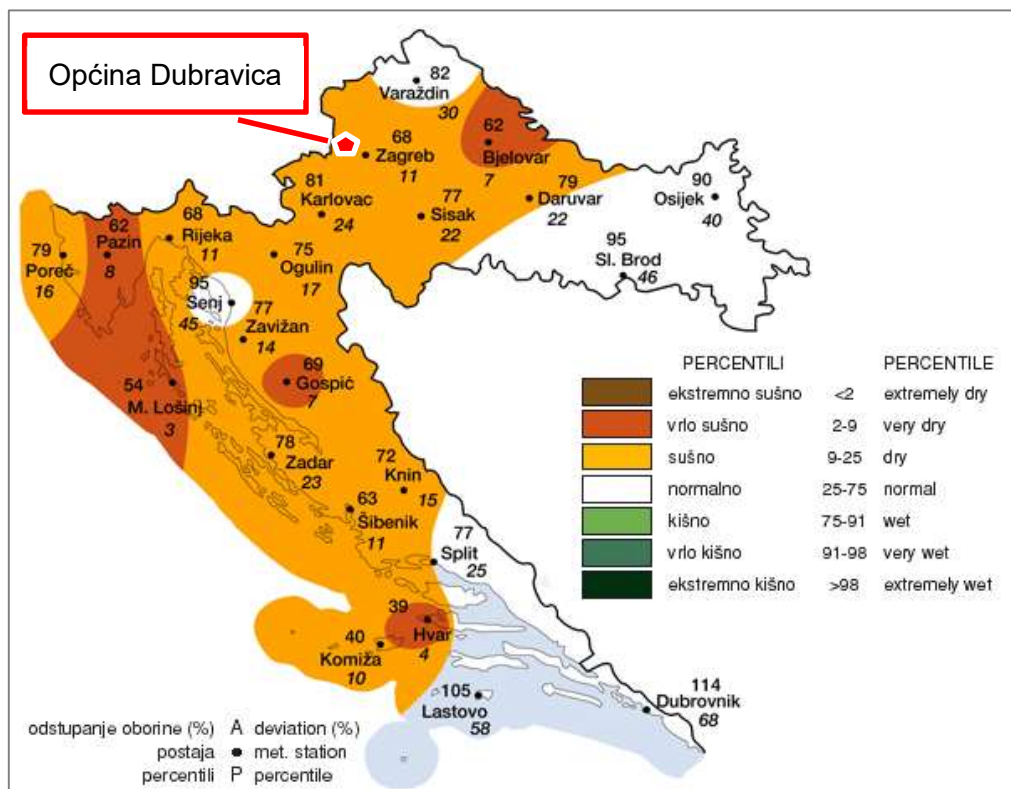 Općina Dubravica
82
Varaždin
30
62
Bjelovar
7
68
Zagreb
11
81
Karlovac
24
77
Sisak
22
79
Daruvar
22
90
Osijek
40
95
Sl. Brod
46
68
Rijeka
11
62
Pazin
8
79
Poreč
16
75
Ogulin
17
95
Senj
45
77
Zavižan
14
69
Gospić
7
54
M. Lošinj
3
78
Zadar
23
72
Knin
15
63
Šibenik
11
77
Split
25
39
Hvar
4
40
Komiža
10
105
Lastovo
58
114
Dubrovnik
68
PERCENTILI PERCENTILE
ekstremno sušno <2 extremely dry
vrlo sušno 2-9 very dry
sušno 9-25 dry
normalno 25-75 normal
kišno 75-91 wet
vrlo kišno 91-98 very wet
ekstremno kišno >98 extremely wet
odstupanje oborine (%) A deviation (%)
postaja met. station
percentili P percentile